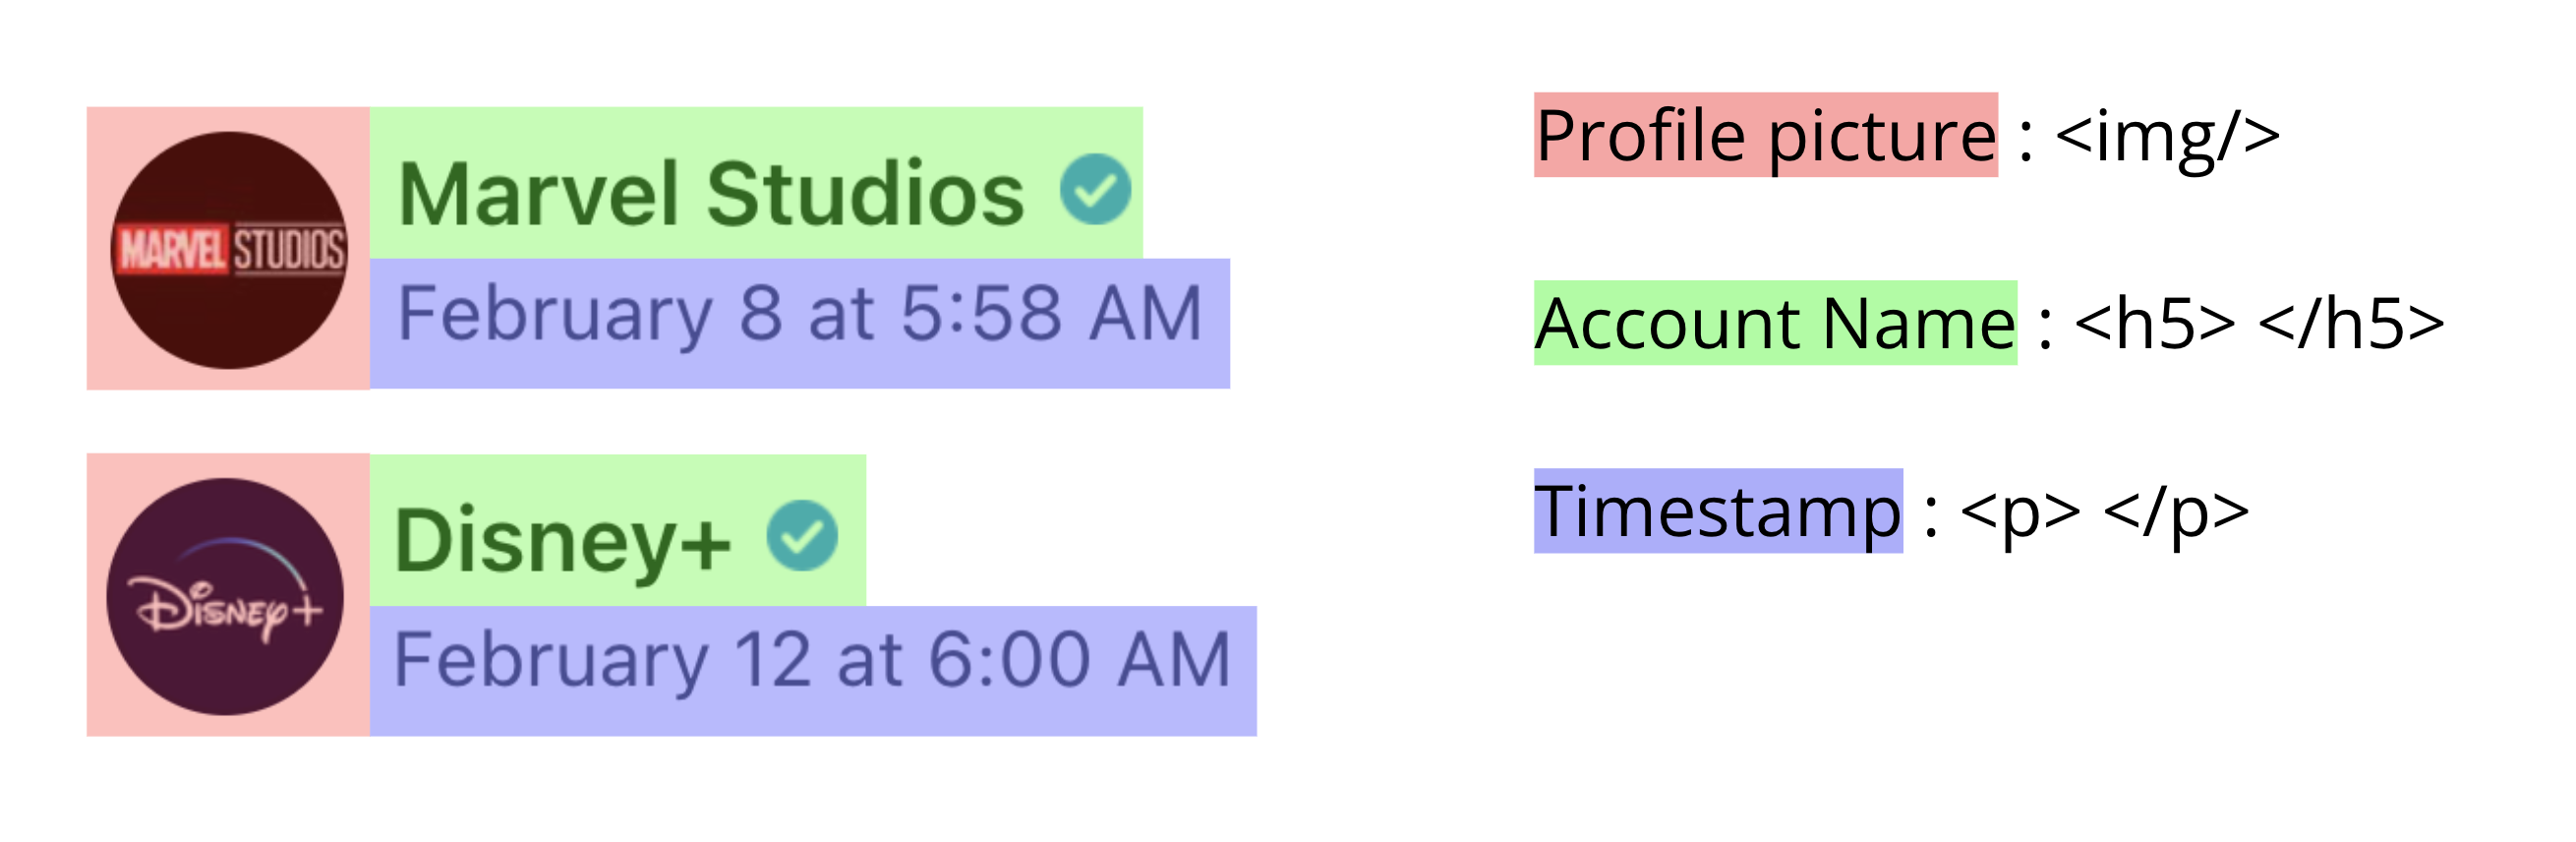 MARVEL STUDIOS
Marvel Studios
February 8 at 5:58 AM
Disney+
Disney+
February 12 at 6:00 AM
Profile picture : <img/>
Account Name : <h5> </h5>
Timestamp : <p> </p>